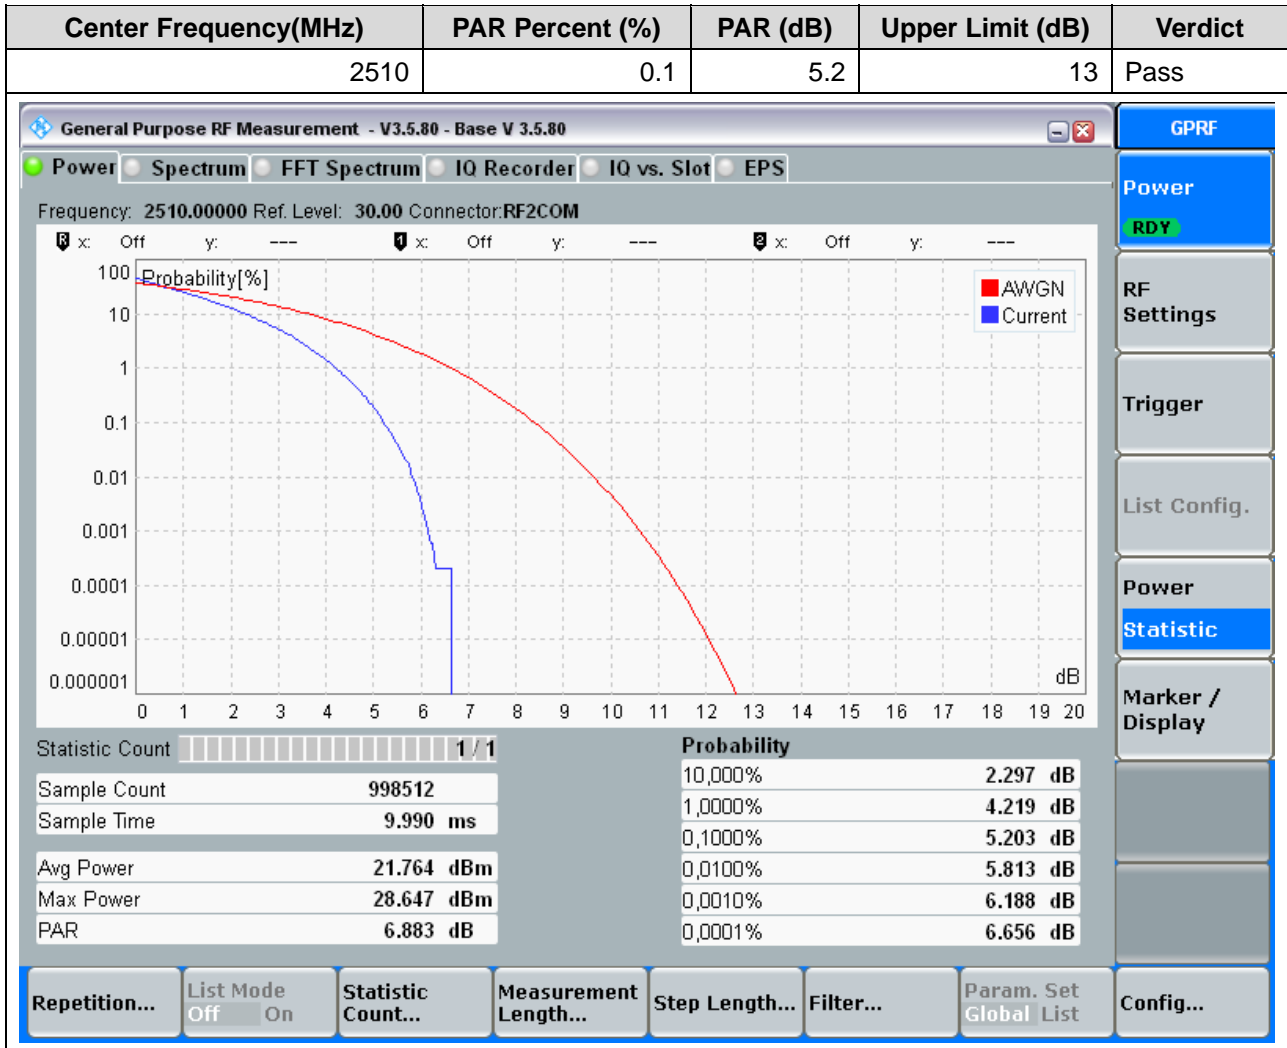 Center Frequency(MHz) PAR Percent (%) PAR (dB) Upper Limit (dB) Verdict
2510 0.1 5.2 13 Pass
General Purpose RF Measurement - V3.5.80 - Base V 3.5.80
GPRF
Power Spectrum FFT Spectrum IQ Recorder IQ vs. Slot EPS
Power
RDY
Frequency: 2510.00000 Ref. Level: 30.00 Connector:RF2COM
R x: Off y: --- 1 x: Off y: --- 2 x: Off y: ---
100 Probability[%]
AWGN
Current
10
1
0.1
0.01
0.001
0.0001
0.00001
0.000001
dB
0 1 2 3 4 5 6 7 8 9 10 11 12 13 14 15 16 17 18 19 20
RF
Settings
Trigger
List Config.
Power
Statistic
Marker /
Display
Statistic Count 1 / 1
Sample Count 998512
Sample Time 9.990 ms
Avg Power 21.764 dBm
Max Power 28.647 dBm
PAR 6.883 dB
Probability
10,000% 2.297 dB
1,0000% 4.219 dB
0,1000% 5.203 dB
0,0100% 5.813 dB
0,0010% 6.188 dB
0,0001% 6.656 dB
Repetition...
List Mode
Off On
Statistic
Count...
Measurement
Length...
Step Length...
Filter...
Param. Set
Global List
Config...